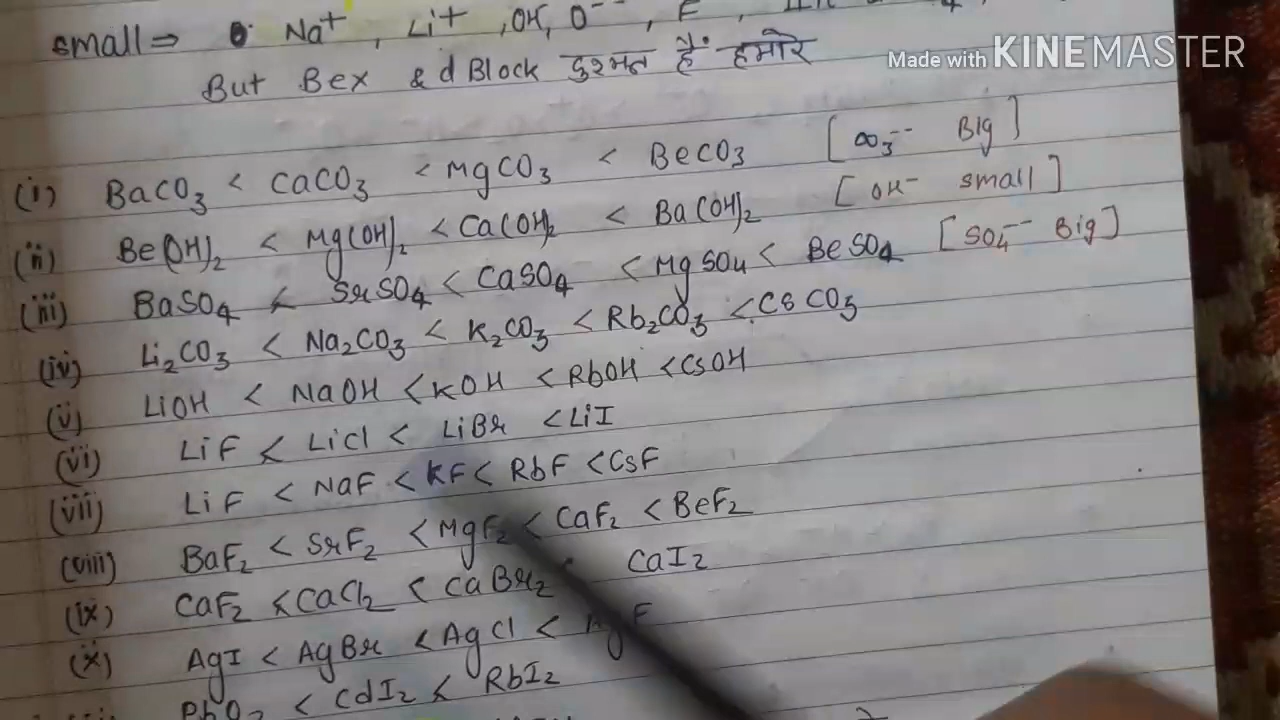 small ⇒ Na⁺ , Li⁺ , OH⁻, O⁻⁻ , F ,
Made with KINEMASTER
But Bex & d Block दुश्मन है हमारे
(i) BaCO₃ < CaCO₃ < MgCO₃ < BeCO₃ [ CO₃⁻⁻ Big ]
(ii) Be(OH)₂ < Mg(OH)₂ < Ca(OH)₂ < Ba(OH)₂ [ OH⁻ small ]
(iii) BaSO₄ < SrSO₄ < CaSO₄ < MgSO₄ < BeSO₄ [ SO₄⁻⁻ Big ]
(iv) Li₂CO₃ < Na₂CO₃ < K₂CO₃ < Rb₂CO₃ < CsCO₃
(v) LiOH < NaOH < KOH < RbOH < CsOH
(vi) LiF < LiCl < LiBr < LiI
(vii) LiF < NaF < KF < RbF < CsF
(viii) BaF₂ < SrF₂ < MgF₂ < CaF₂ < BeF₂
(ix) CaF₂ < CaCl₂ < CaBr₂ CaI₂
(x) AgI < AgBr < AgCl < AgF
< CdI₂ < RbI₂